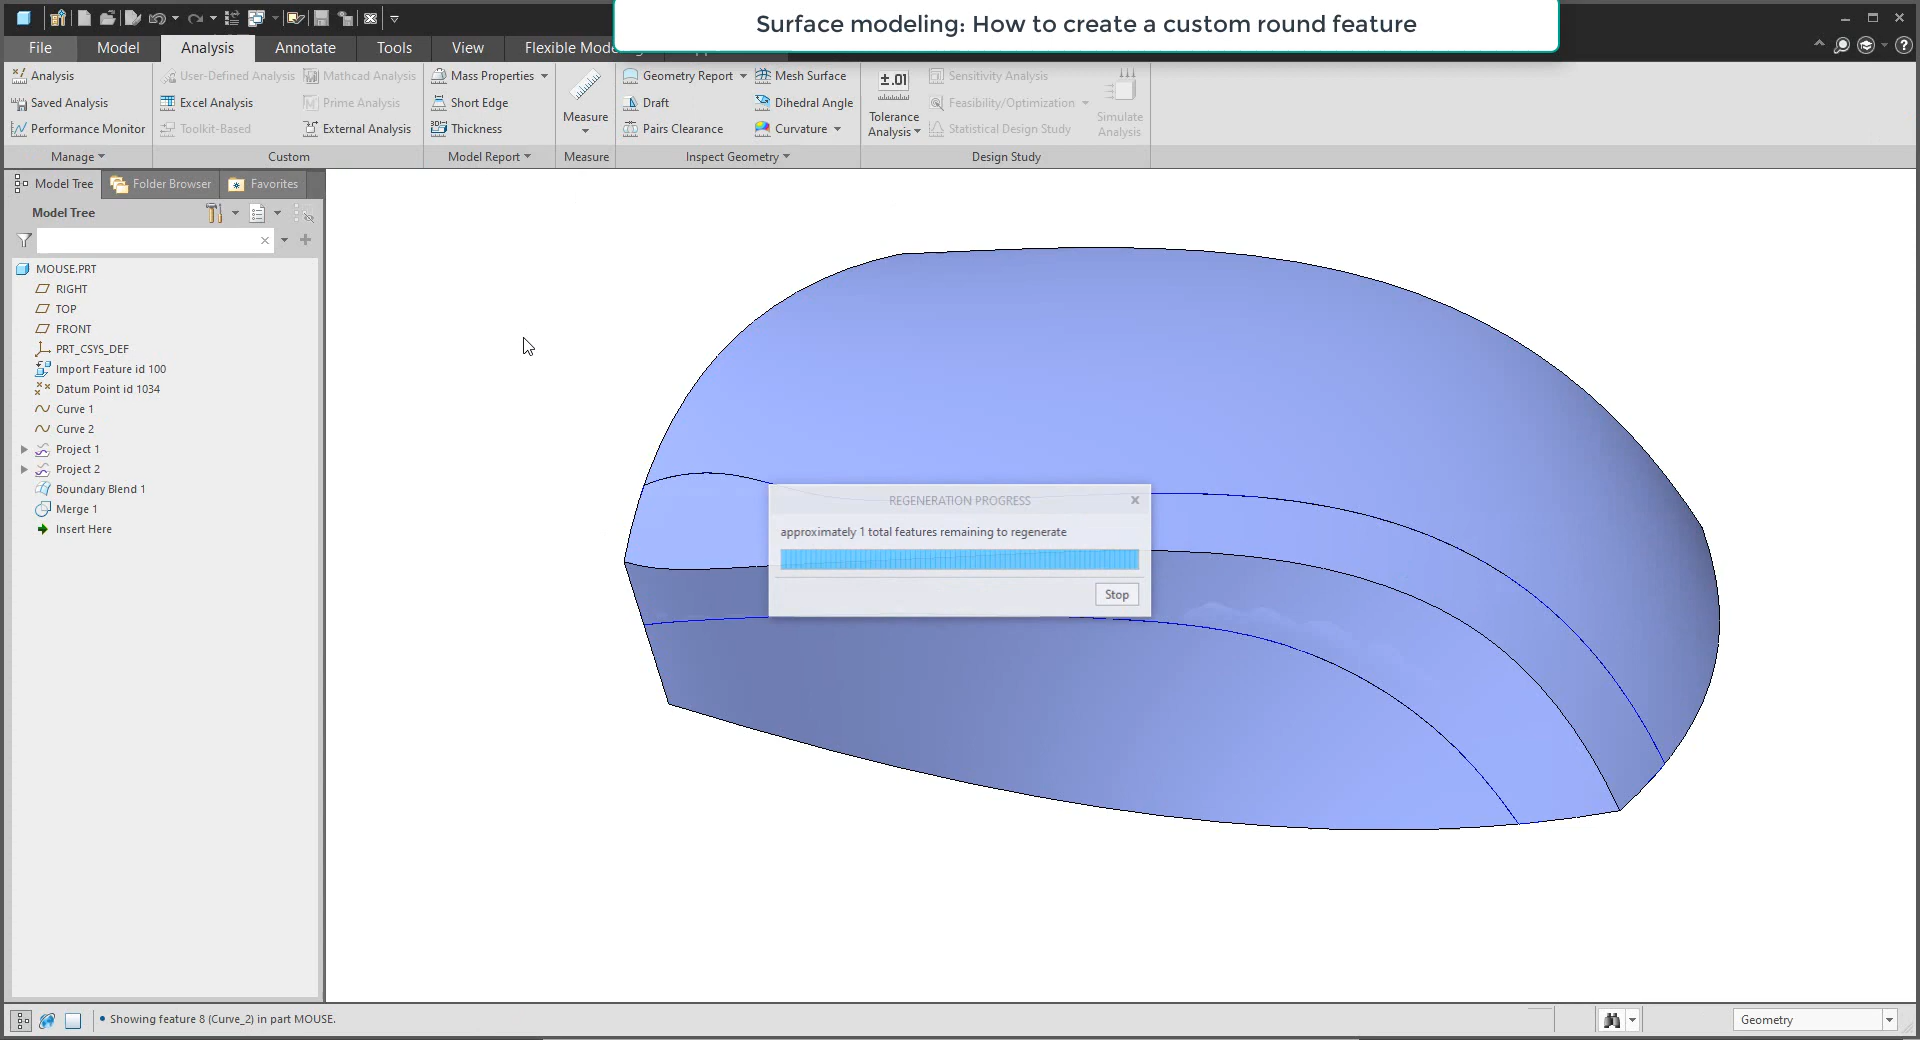 Surface modeling: How to create a custom round feature
File Model Analysis Annotate Tools View Flexible Mod
Analysis User-Defined Analysis Mathcad Analysis Mass Properties Geometry Report Mesh Surface Sensitivity Analysis
Saved Analysis Excel Analysis Prime Analysis Short Edge Draft Dihedral Angle Feasibility/Optimization
Performance Monitor Toolkit-Based External Analysis Thickness Pairs Clearance Curvature Statistical Design Study
Measure
±.01
Tolerance
Analysis
Simulate
Analysis
Manage Custom Model Report Measure Inspect Geometry Design Study
Model Tree Folder Browser Favorites
Model Tree
MOUSE.PRT
RIGHT
TOP
FRONT
PRT_CSYS_DEF
Import Feature id 100
Datum Point id 1034
Curve 1
Curve 2
Project 1
Project 2
Boundary Blend 1
Merge 1
Insert Here
REGENERATION PROGRESS
approximately 1 total features remaining to regenerate
Stop
• Showing feature 8 (Curve_2) in part MOUSE.
Geometry